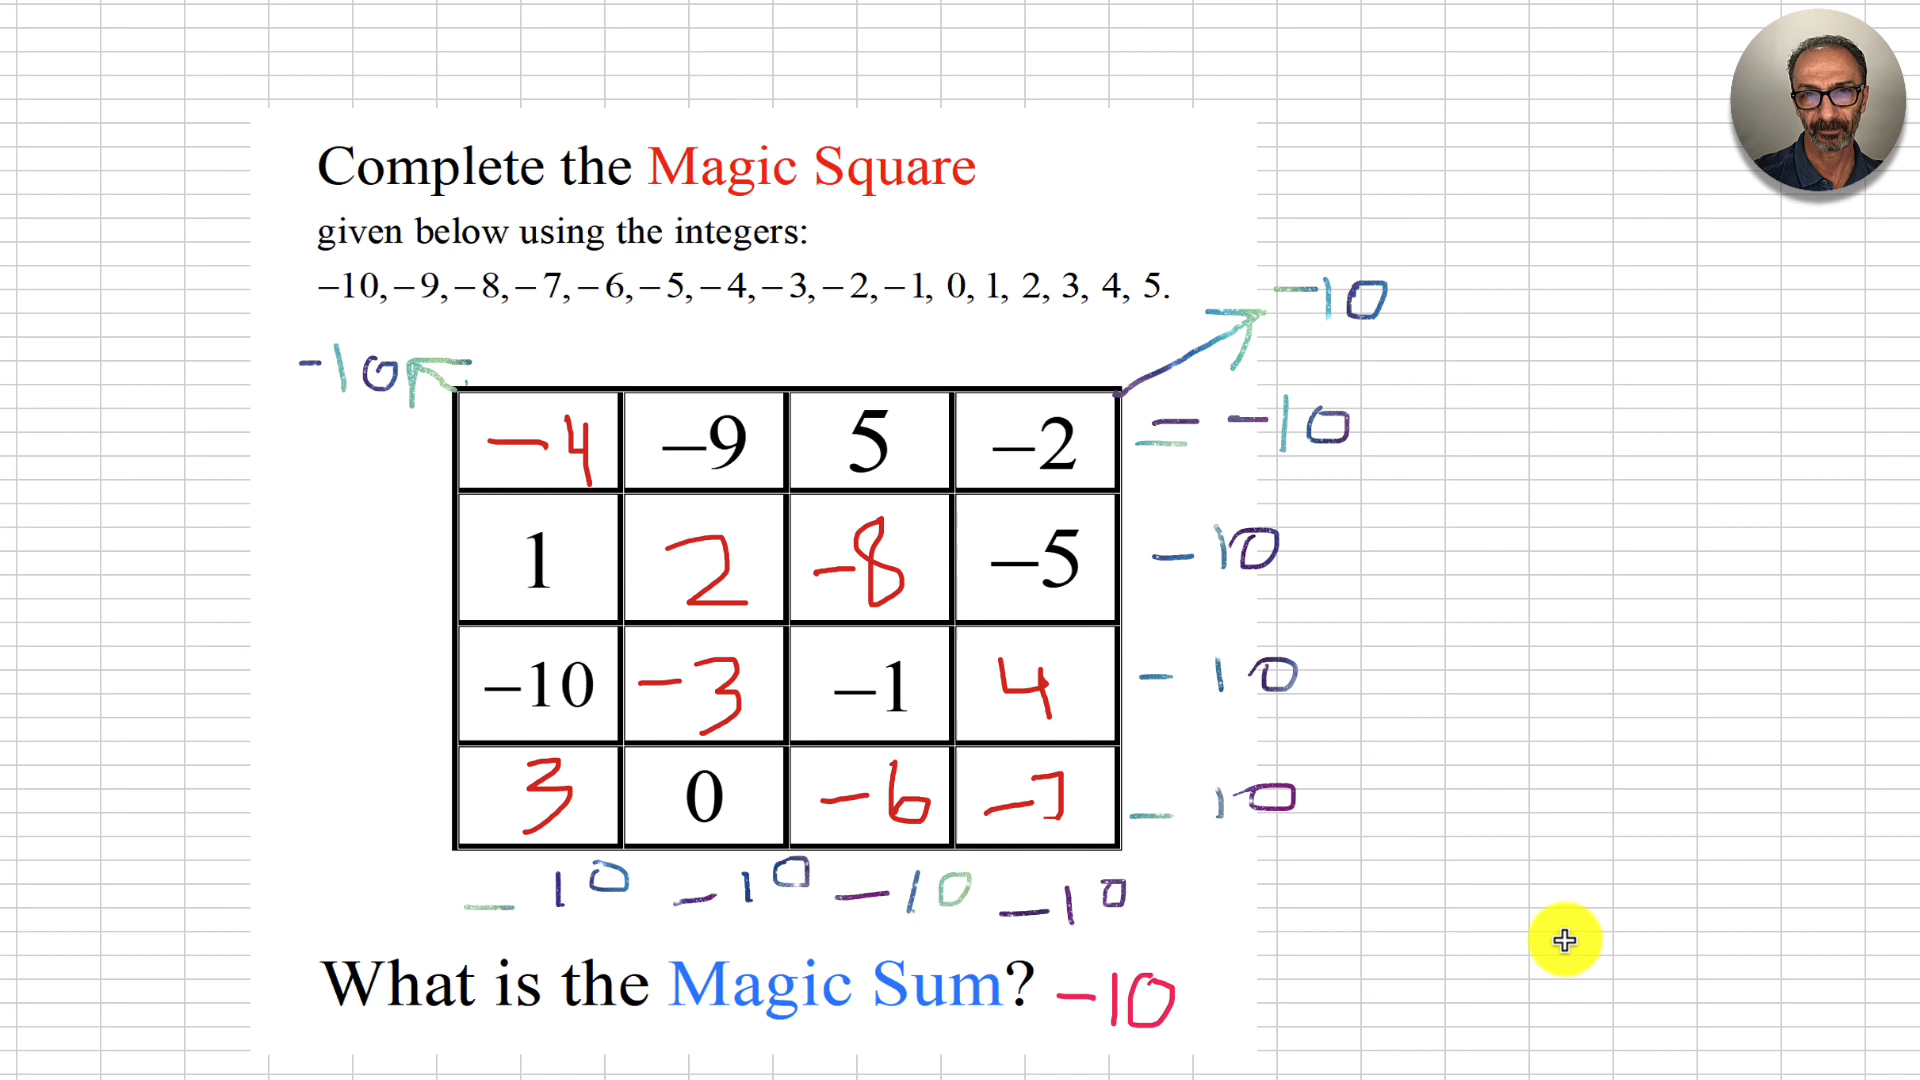 Complete the Magic Square
given below using the integers:
−10, −9, −8, −7, −6, −5, −4, −3, −2, −1, 0, 1, 2, 3, 4, 5.
-10
-10
-4 −9 5 −2 = -10
1 2 -8 −5 -10
−10 -3 −1 4 -10
3 0 -6 -7 -10
-10 -10 -10 -10
What is the Magic Sum? -10